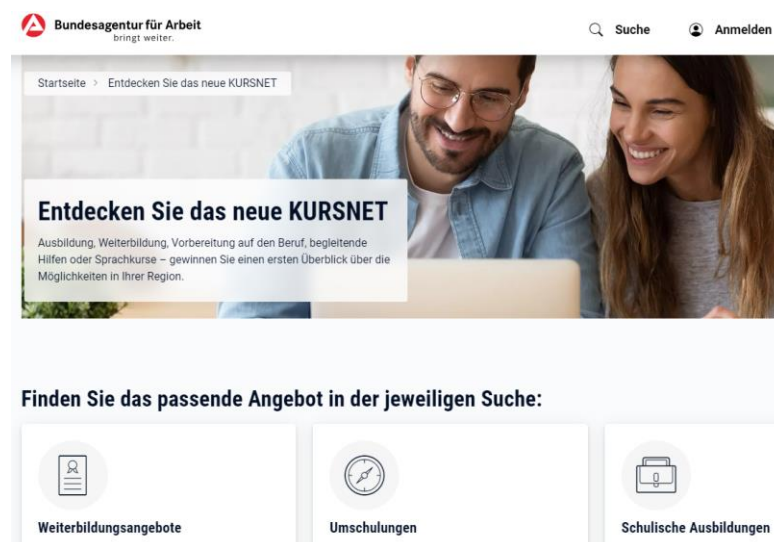 Bundesagentur für Arbeit
bringt weiter.
Suche
Anmelden
Startseite > Entdecken Sie das neue KURSNET
Entdecken Sie das neue KURSNET
Ausbildung, Weiterbildung, Vorbereitung auf den Beruf, begleitende
Hilfen oder Sprachkurse – gewinnen Sie einen ersten Überblick über die
Möglichkeiten in Ihrer Region.
Finden Sie das passende Angebot in der jeweiligen Suche:
Weiterbildungsangebote
Umschulungen
Schulische Ausbildungen